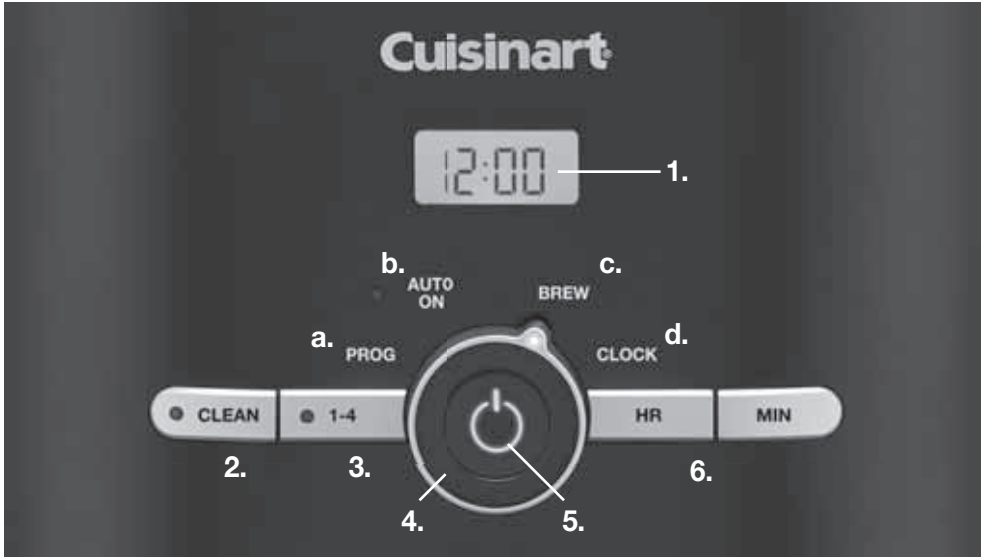 Cuisinart®
12:00
1.
b.
c.
AUTO
ON
BREW
a.
d.
PROG
CLOCK
CLEAN
1-4
HR
MIN
2.
3.
6.
4.
5.